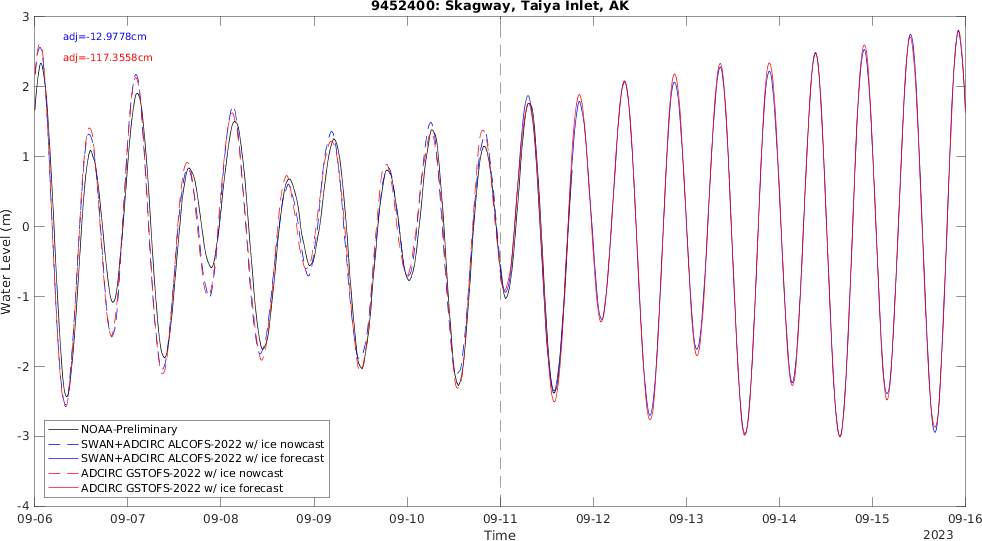 9452400: Skagway, Taiya Inlet, AK
adj=-12.9778cm
adj=-117.3558cm
Water Level (m)
3
2
1
0
-1
-2
-3
-4
NOAA-Preliminary
SWAN+ADCIRC ALCOFS-2022 w/ ice nowcast
SWAN+ADCIRC ALCOFS-2022 w/ ice forecast
ADCIRC GSTOFS-2022 w/ ice nowcast
ADCIRC GSTOFS-2022 w/ ice forecast
09-06 09-07 09-08 09-09 09-10 09-11 09-12 09-13 09-14 09-15 09-16
Time
2023